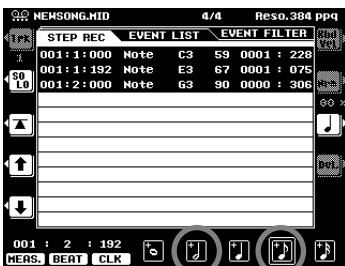 NEWSONG.MID 4/4 Reso.384 ppq
STEP REC EVENT LIST EVENT FILTER
001:1:000 Note C3 59 0001 : 228
001:1:192 Note E3 67 0001 : 075
001:2:000 Note G3 90 0000 : 306
SO
LO
Del.
001 : 2 : 192
MEAS. BEAT CLK